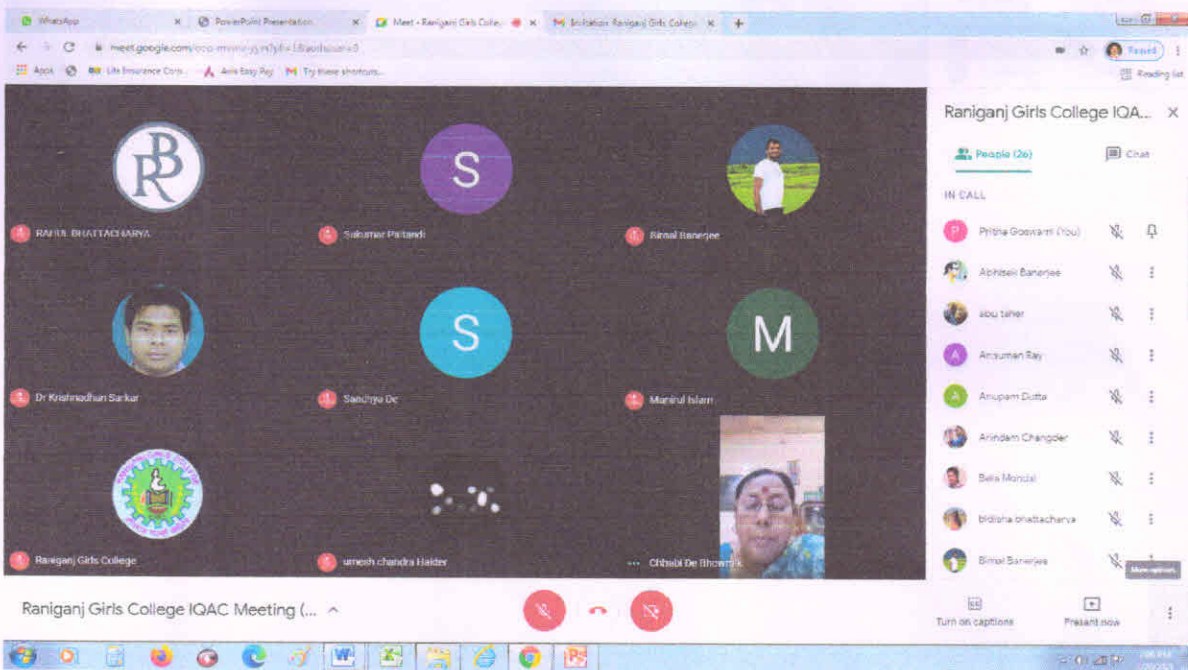 WhatsApp
PowerPoint Presentation
Meet - Raniganj Girls Colle
Invitation: Raniganj Girls College
meet.google.com/
Paused
Apps
Life Insurance Corp...
Axis Easy Pay
Try these shortcuts...
Reading list
RB
RAHUL BHATTACHARYA
S
Sukumar Paitandi
Bimal Banerjee
Dr Krishnadhan Sarkar
S
Sandhya De
M
Manirul Islam
Raniganj Girls College
umesh chandra Halder
Chhabi De Bhowmik
Raniganj Girls College IQA...
People (26)
Chat
IN CALL
P
Pritha Goswami (You)
Abhisek Banerjee
abu taher
A
Ansuman Ray
A
Anupam Dutta
Arindam Changder
Bela Mondal
bidisha bhattacharya
Bimal Banerjee
More options
Raniganj Girls College IQAC Meeting (...
Turn on captions
Present now